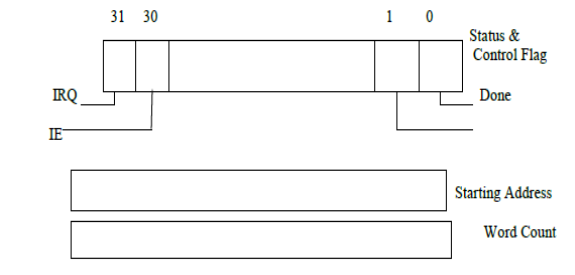 31 30 1 0
Status &
Control Flag
IRQ Done
IE
Starting Address
Word Count